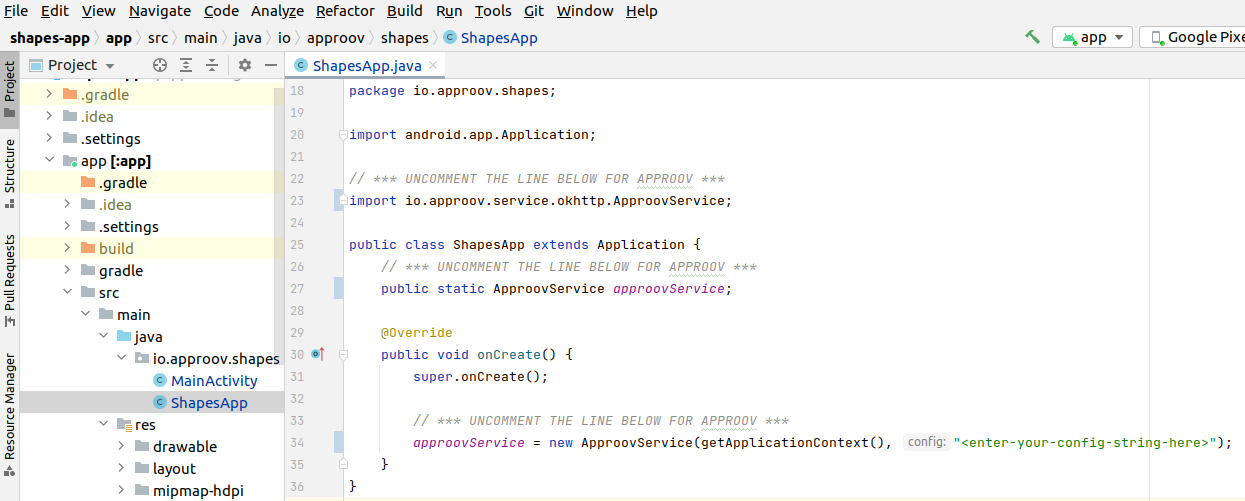 File Edit View Navigate Code Analyze Refactor Build Run Tools Git Window Help
shapes-app app src main java io approov shapes ShapesApp app Google Pixe
Project
ShapesApp.java
Project
Structure
Pull Requests
Resource Manager
.gradle
.idea
.settings
app [:app]
.gradle
.idea
.settings
build
gradle
src
main
java
io.approov.shapes
MainActivity
ShapesApp
res
drawable
layout
mipmap-hdpi
18 package io.approov.shapes;
19
20 import android.app.Application;
21
22 // *** UNCOMMENT THE LINE BELOW FOR APPROOV ***
23 import io.approov.service.okhttp.ApproovService;
24
25 public class ShapesApp extends Application {
26 // *** UNCOMMENT THE LINE BELOW FOR APPROOV ***
27 public static ApproovService approovService;
28
29 @Override
30 public void onCreate() {
31 super.onCreate();
32
33 // *** UNCOMMENT THE LINE BELOW FOR APPROOV ***
34 approovService = new ApproovService(getApplicationContext(), config: "<enter-your-config-string-here>");
35 }
36 }